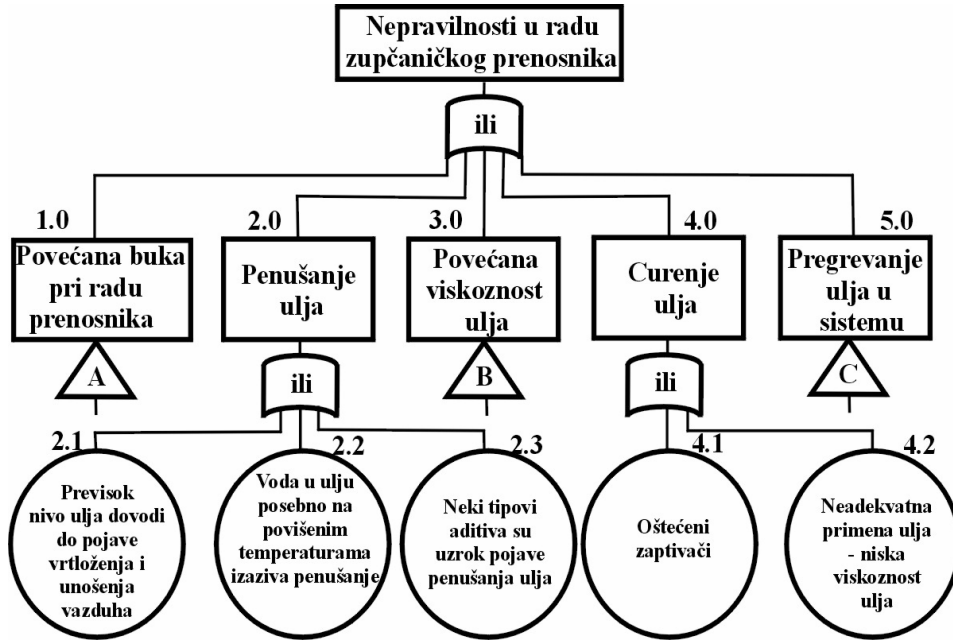 Nepravilnosti u radu
zupčaničkog prenosnika
ili
1.0
2.0
3.0
4.0
5.0
Povećana buka
pri radu
prenosnika
Penušanje
ulja
Povećana
viskoznost
ulja
Curenje
ulja
Pregrevanje
ulja u
sistemu
A
ili
B
ili
C
2.1
2.2
2.3
4.1
4.2
Previsok
nivo ulja dovodi
do pojave
vrtloženja i
unošenja
vazduha
Voda u ulju
posebno na
povišenim
temperaturama
izaziva penušanje
Neki tipovi
aditiva su
uzrok pojave
penušanja ulja
Oštećeni
zaptivači
Neadekvatna
primena ulja
- niska
viskoznost
ulja